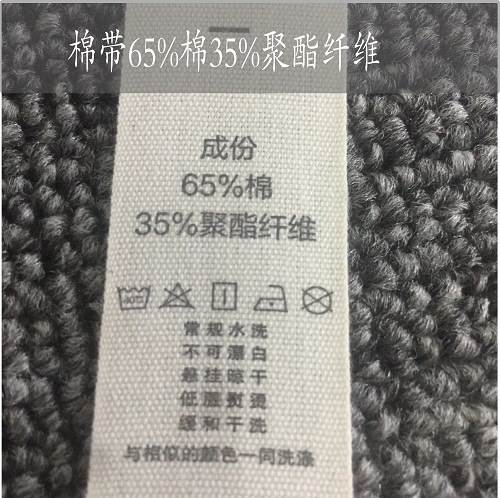 棉带65%棉35%聚酯纤维
成份
65%棉
35%聚酯纤维
常规水洗
不可漂白
悬挂晾干
低温熨烫
缓和干洗
与相似的颜色一同洗涤